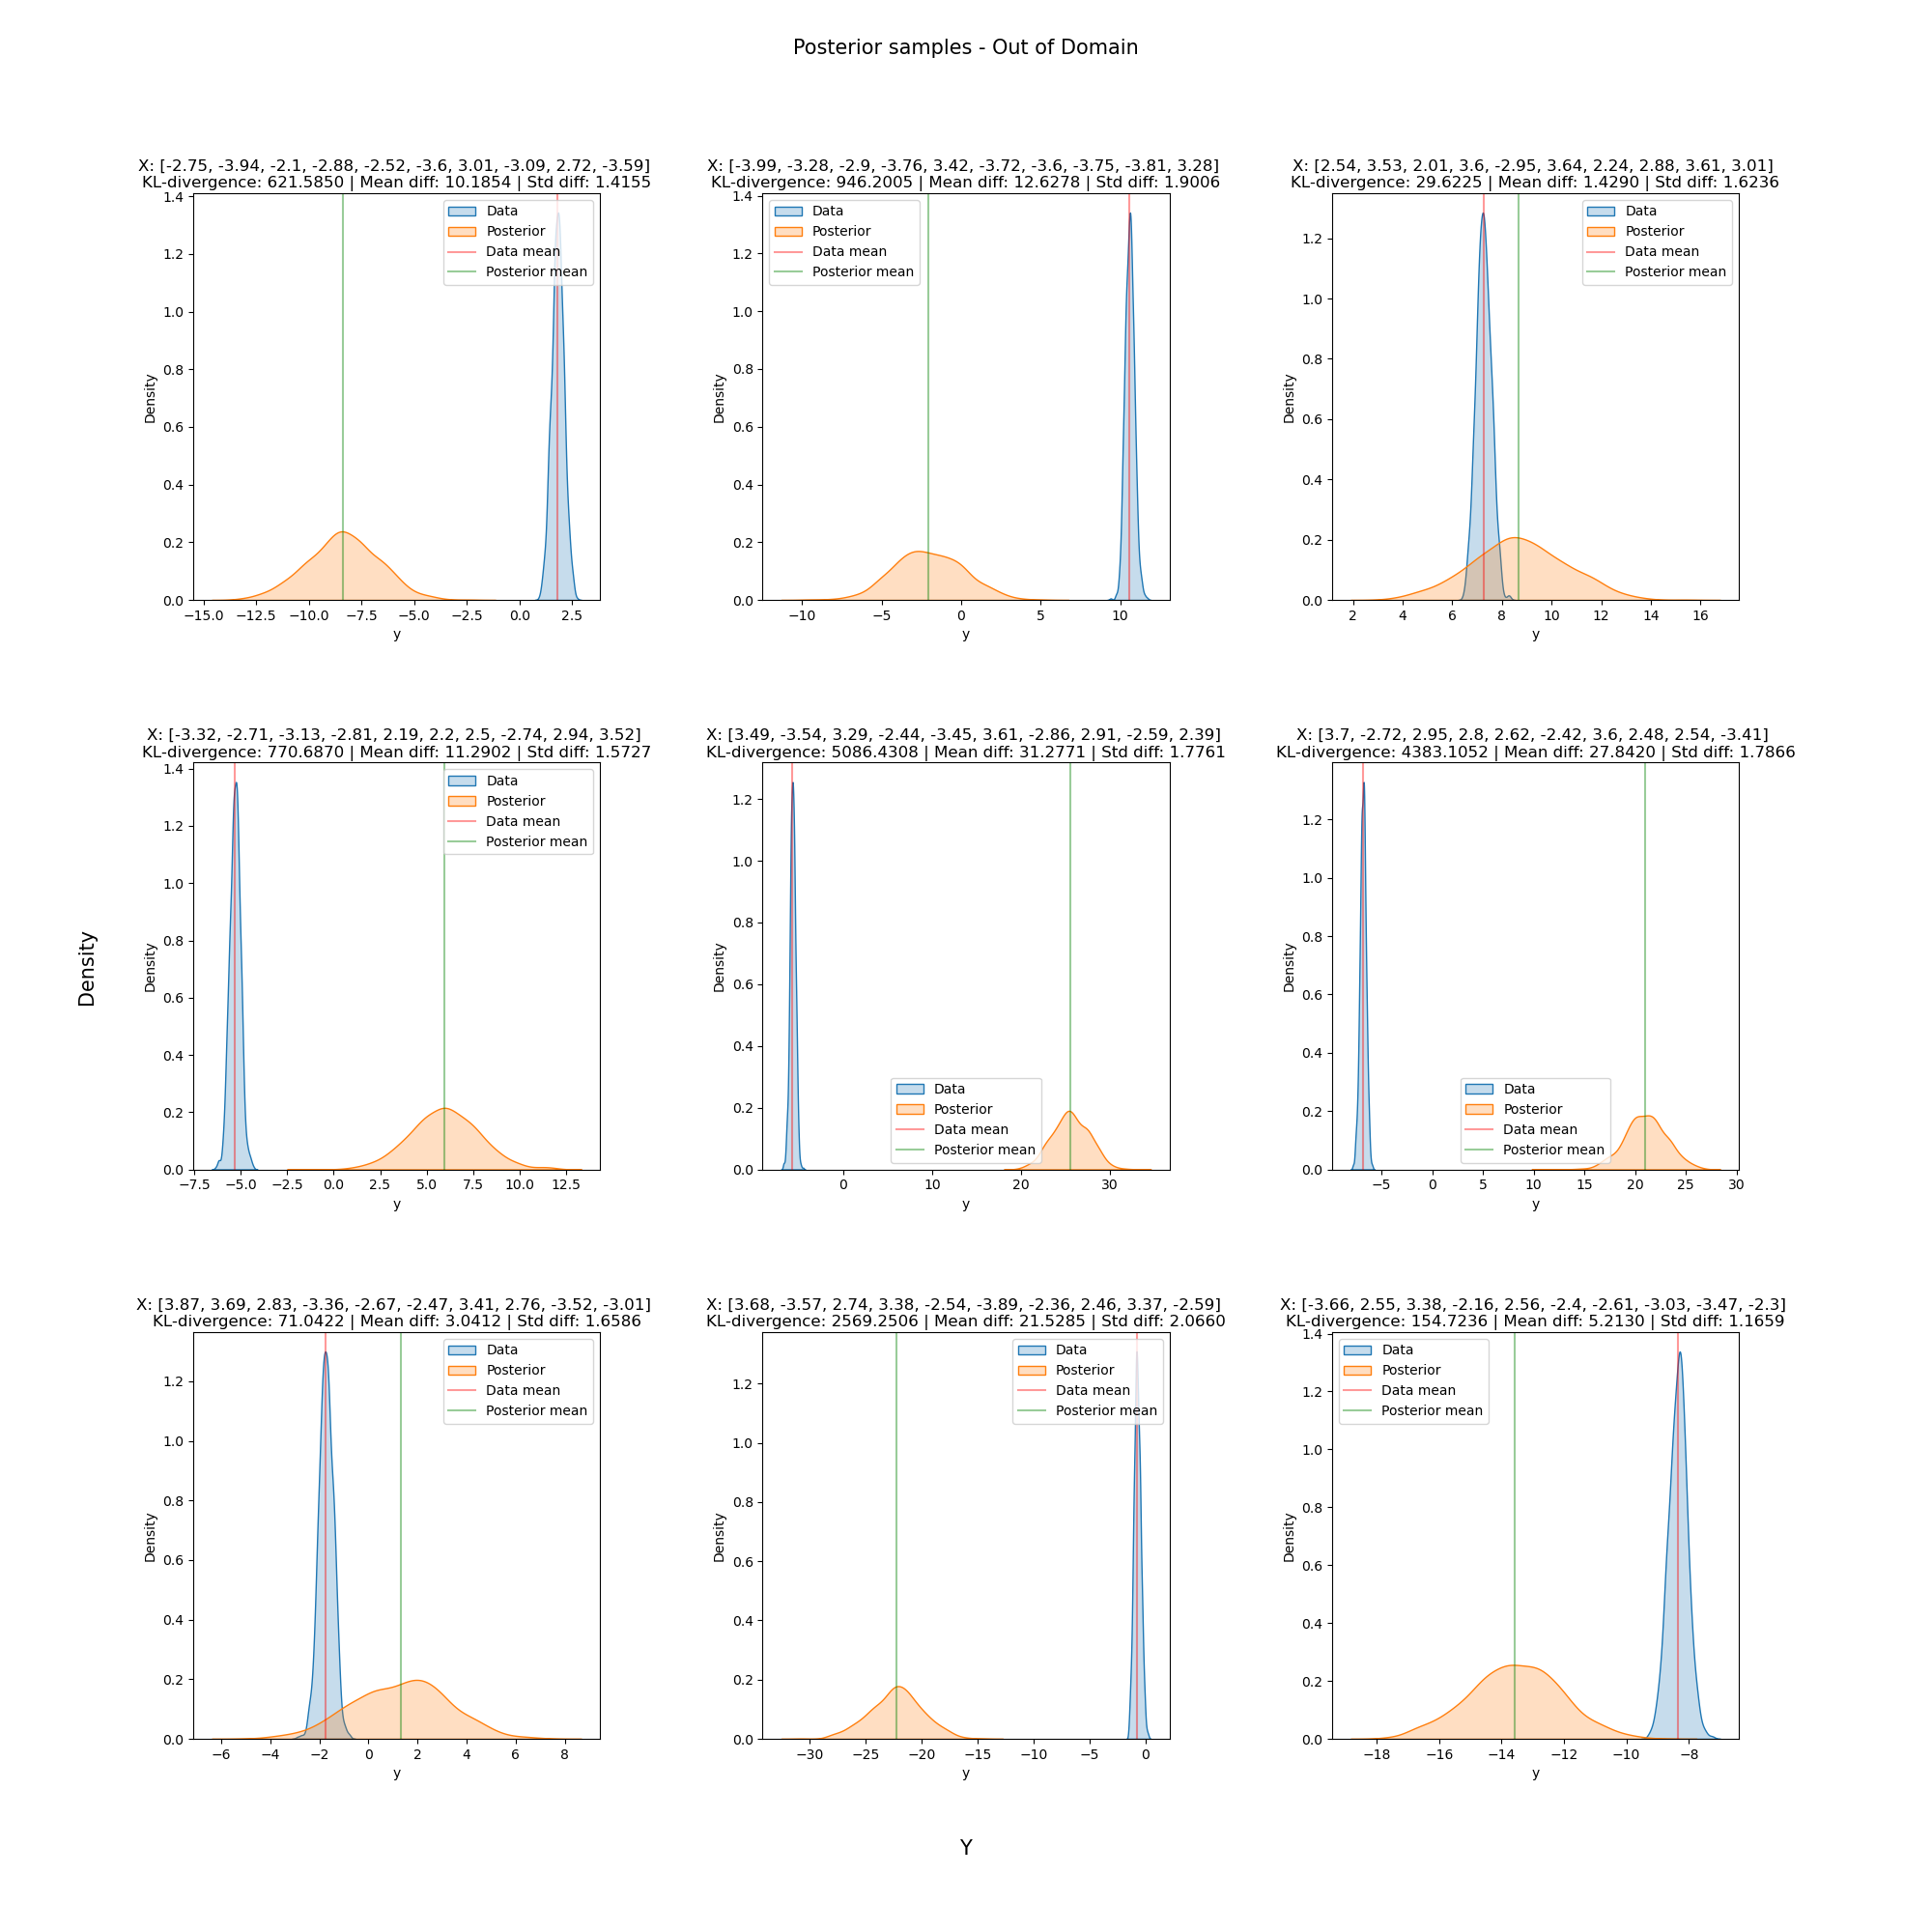 Posterior samples - Out of Domain
X: [-2.75, -3.94, -2.1, -2.88, -2.52, -3.6, 3.01, -3.09, 2.72, -3.59]
KL-divergence: 621.5850 | Mean diff: 10.1854 | Std diff: 1.4155
1.4
1.2
1.0
0.8
0.6
0.4
0.2
0.0
Density
Data
Posterior
Data mean
Posterior mean
−15.0 −12.5 −10.0 −7.5 −5.0 −2.5 0.0 2.5
y
X: [-3.99, -3.28, -2.9, -3.76, 3.42, -3.72, -3.6, -3.75, -3.81, 3.28]
KL-divergence: 946.2005 | Mean diff: 12.6278 | Std diff: 1.9006
1.4
1.2
1.0
0.8
0.6
0.4
0.2
0.0
Density
Data
Posterior
Data mean
Posterior mean
−10 −5 0 5 10
y
X: [2.54, 3.53, 2.01, 3.6, -2.95, 3.64, 2.24, 2.88, 3.61, 3.01]
KL-divergence: 29.6225 | Mean diff: 1.4290 | Std diff: 1.6236
1.2
1.0
0.8
0.6
0.4
0.2
0.0
Density
Data
Posterior
Data mean
Posterior mean
2 4 6 8 10 12 14 16
y
Density
X: [-3.32, -2.71, -3.13, -2.81, 2.19, 2.2, 2.5, -2.74, 2.94, 3.52]
KL-divergence: 770.6870 | Mean diff: 11.2902 | Std diff: 1.5727
1.4
1.2
1.0
0.8
0.6
0.4
0.2
0.0
Density
Data
Posterior
Data mean
Posterior mean
−7.5 −5.0 −2.5 0.0 2.5 5.0 7.5 10.0 12.5
y
X: [3.49, -3.54, 3.29, -2.44, -3.45, 3.61, -2.86, 2.91, -2.59, 2.39]
KL-divergence: 5086.4308 | Mean diff: 31.2771 | Std diff: 1.7761
1.2
1.0
0.8
0.6
0.4
0.2
0.0
Density
Data
Posterior
Data mean
Posterior mean
0 10 20 30
y
X: [3.7, -2.72, 2.95, 2.8, 2.62, -2.42, 3.6, 2.48, 2.54, -3.41]
KL-divergence: 4383.1052 | Mean diff: 27.8420 | Std diff: 1.7866
1.2
1.0
0.8
0.6
0.4
0.2
0.0
Density
Data
Posterior
Data mean
Posterior mean
−5 0 5 10 15 20 25 30
y
X: [3.87, 3.69, 2.83, -3.36, -2.67, -2.47, 3.41, 2.76, -3.52, -3.01]
KL-divergence: 71.0422 | Mean diff: 3.0412 | Std diff: 1.6586
1.2
1.0
0.8
0.6
0.4
0.2
0.0
Density
Data
Posterior
Data mean
Posterior mean
−6 −4 −2 0 2 4 6 8
y
X: [3.68, -3.57, 2.74, 3.38, -2.54, -3.89, -2.36, 2.46, 3.37, -2.59]
KL-divergence: 2569.2506 | Mean diff: 21.5285 | Std diff: 2.0660
1.2
1.0
0.8
0.6
0.4
0.2
0.0
Density
Data
Posterior
Data mean
Posterior mean
−30 −25 −20 −15 −10 −5 0
y
X: [-3.66, 2.55, 3.38, -2.16, 2.56, -2.4, -2.61, -3.03, -3.47, -2.3]
KL-divergence: 154.7236 | Mean diff: 5.2130 | Std diff: 1.1659
1.4
1.2
1.0
0.8
0.6
0.4
0.2
0.0
Density
Data
Posterior
Data mean
Posterior mean
−18 −16 −14 −12 −10 −8
y
Y